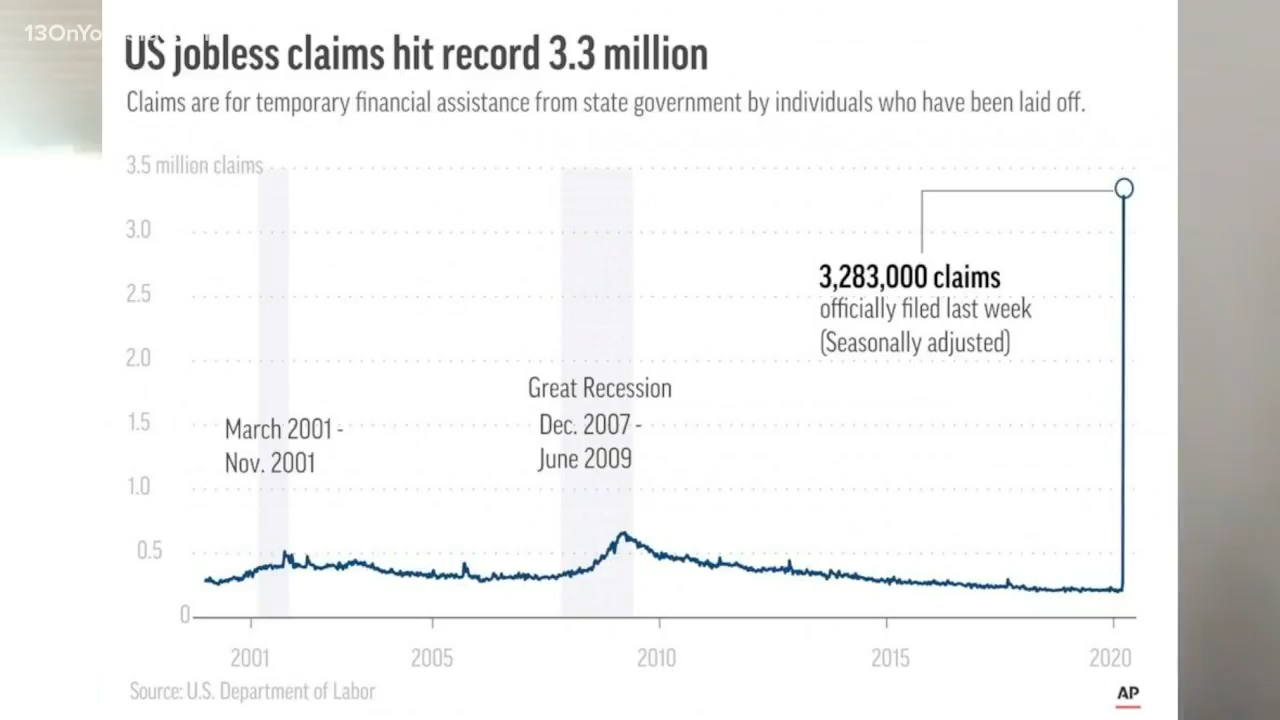 13OnYo
US jobless claims hit record 3.3 million
Claims are for temporary financial assistance from state government by individuals who have been laid off.
3.5 million claims
3.0
2.5
2.0
1.5
1.0
0.5
0
3,283,000 claims
officially filed last week
(Seasonally adjusted)
Great Recession
Dec. 2007 -
June 2009
March 2001 -
Nov. 2001
2001
2005
2010
2015
2020
Source: U.S. Department of Labor
AP